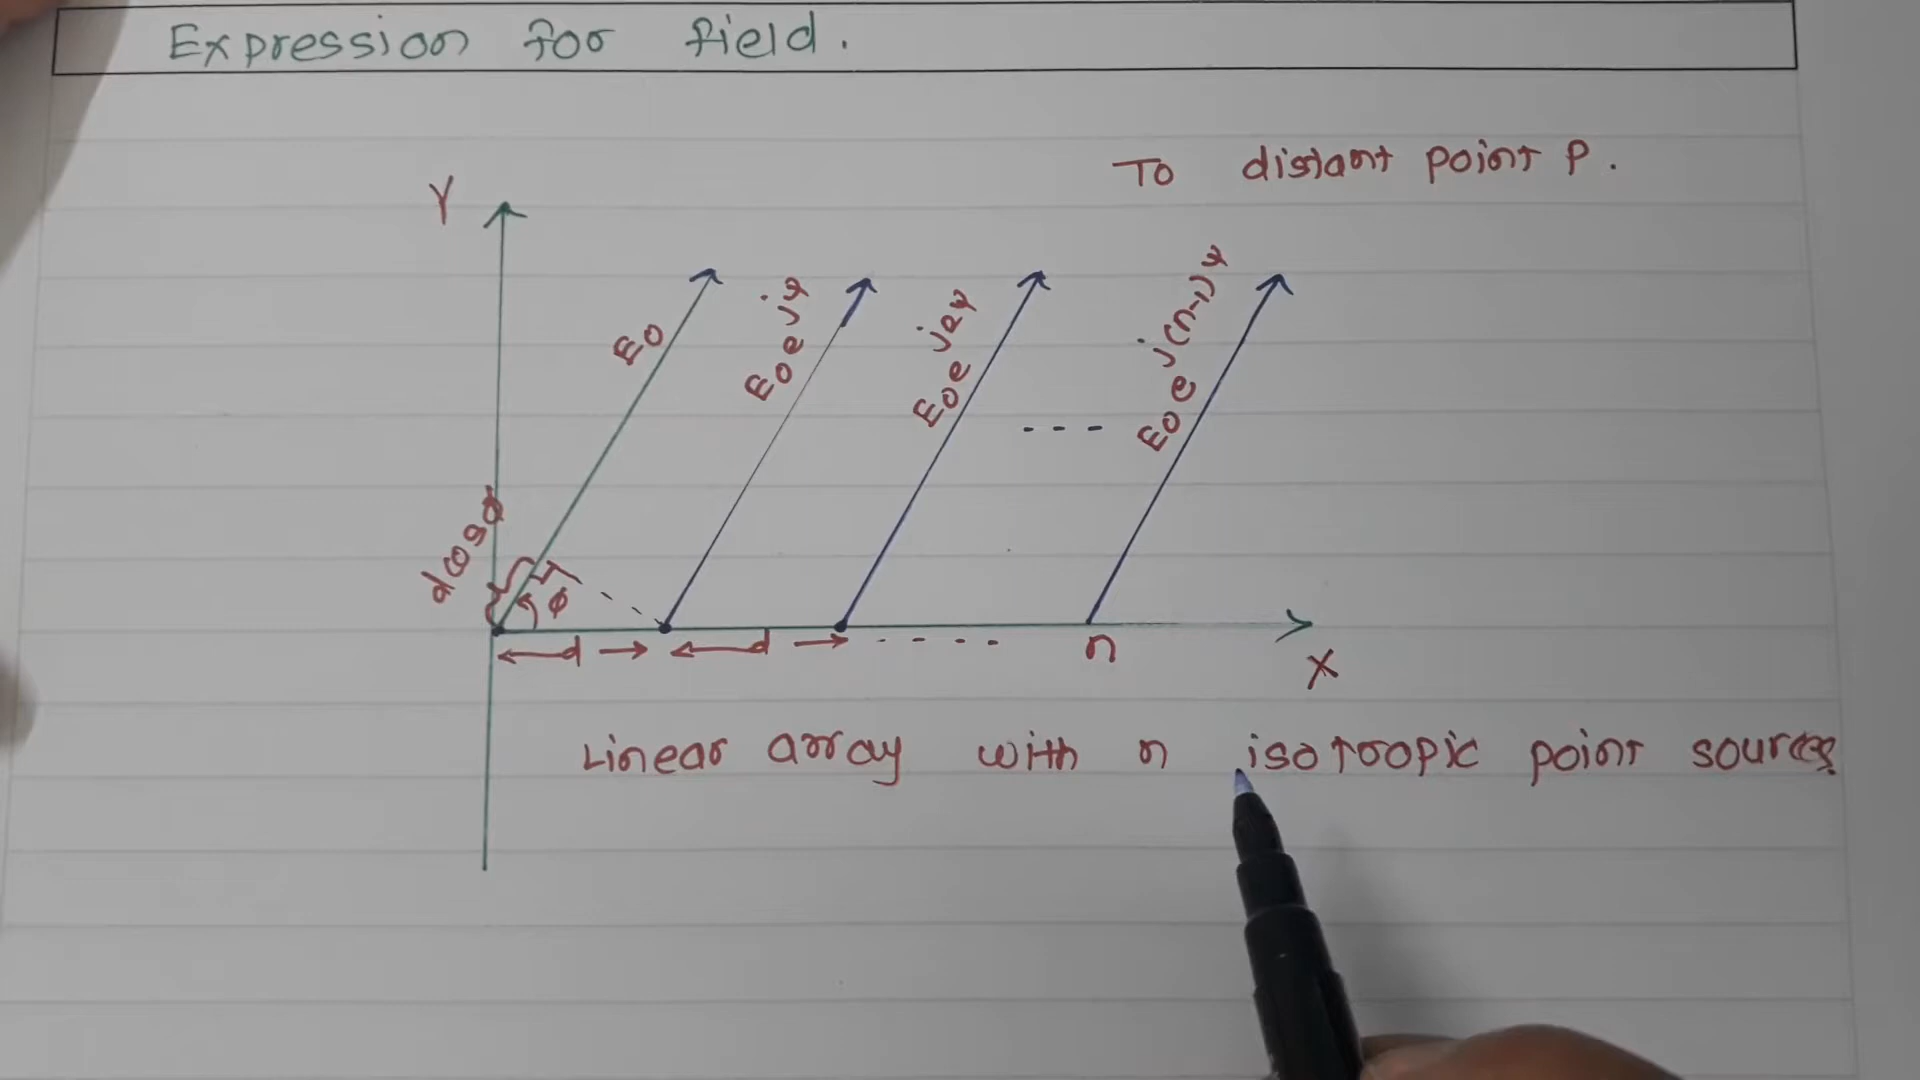 Expression for field.
To distant point P.
Y
E0
E0 e^jψ
E0 e^j2ψ
- - -
E0 e^j(n-1)ψ
d cosø
ϕ
d
d
- - - -
n
X
Linear array with n isotropic point sources